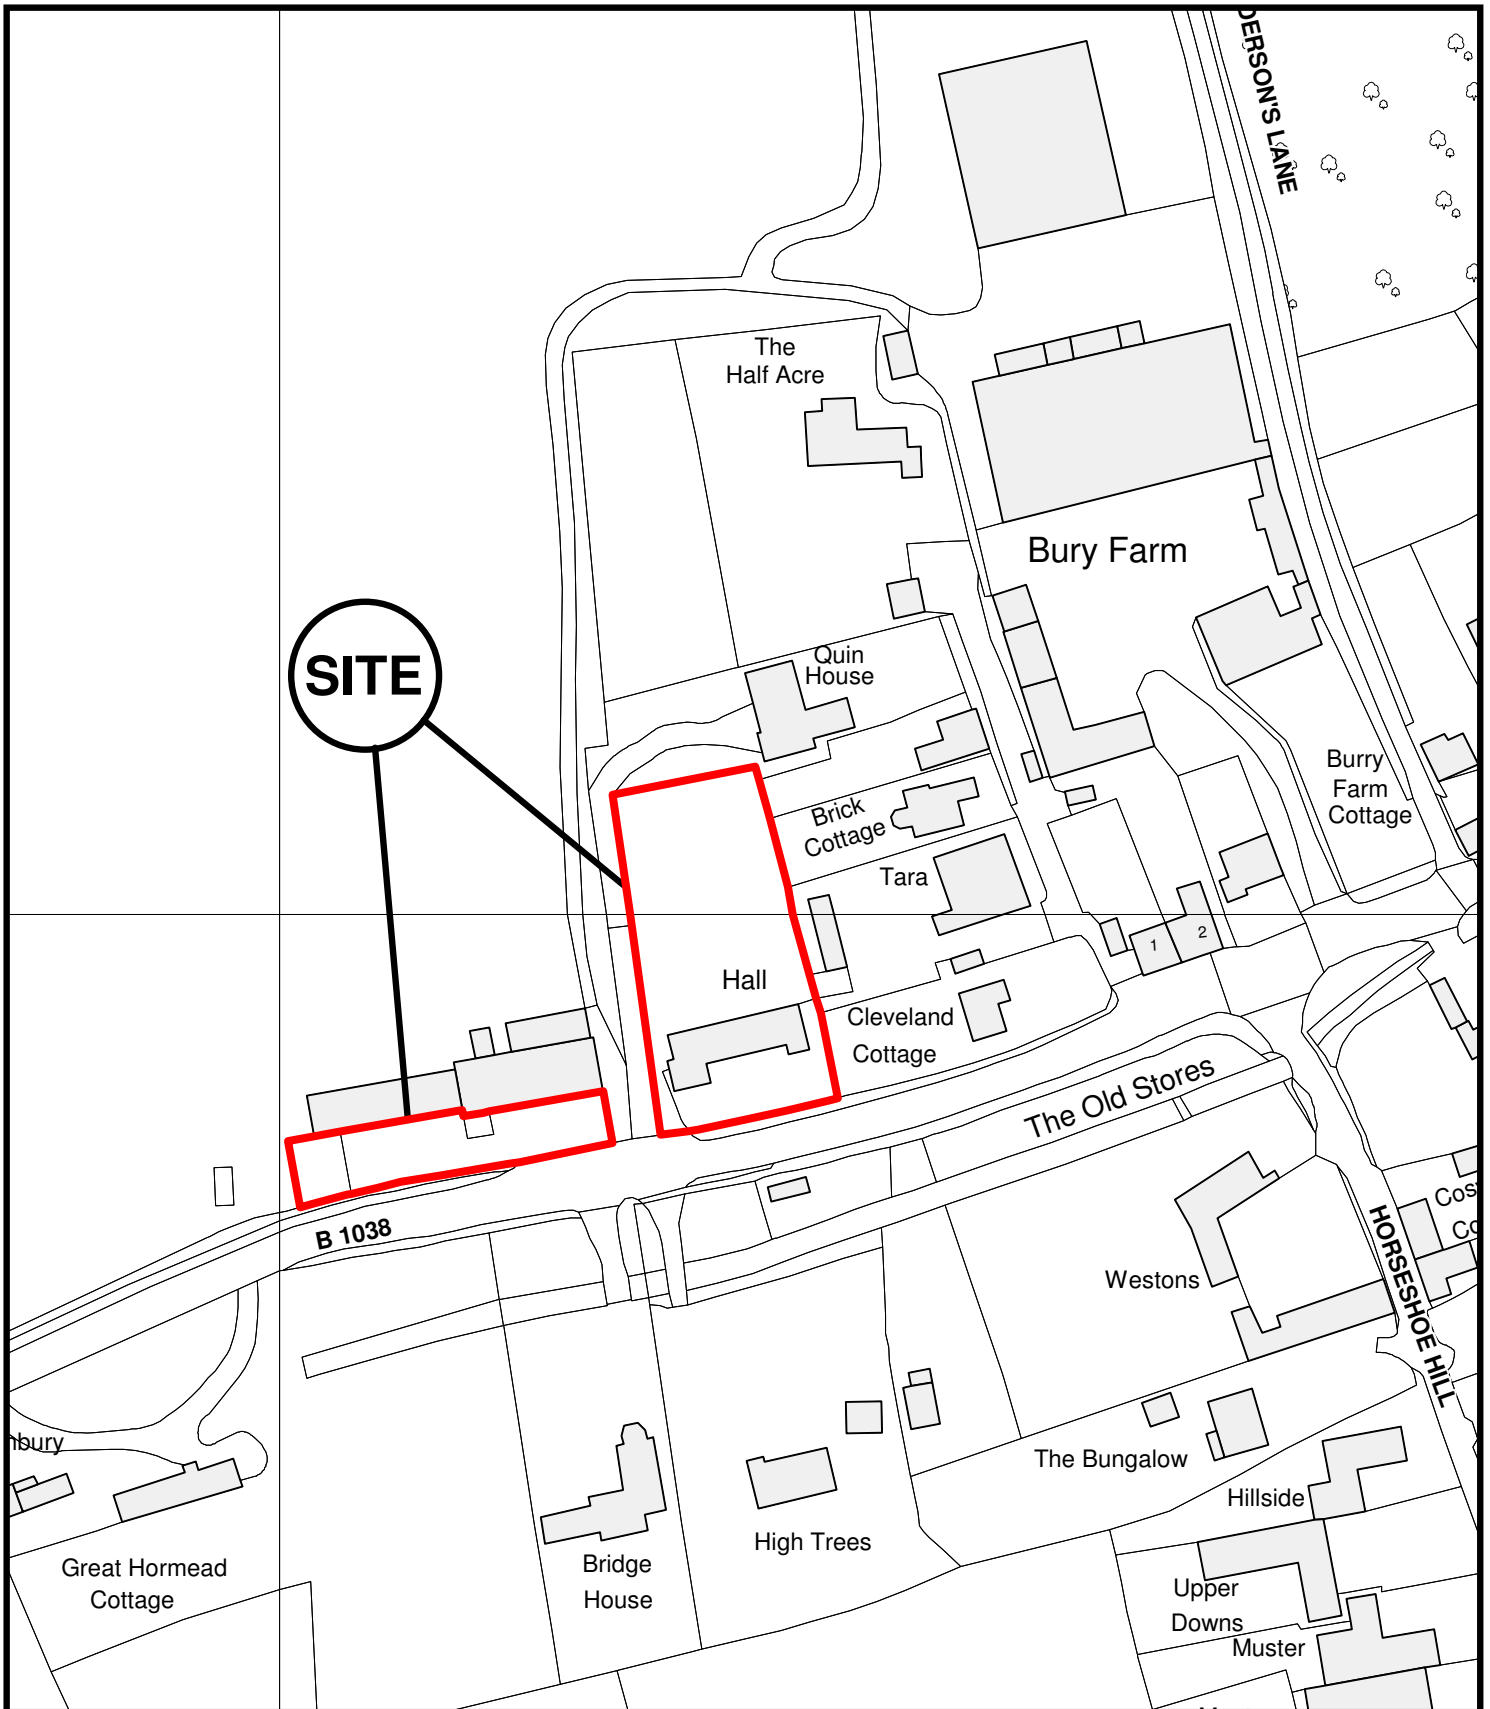 DERSON'S LANE
The
Half Acre
Bury Farm
SITE
Quin
House
Burry
Farm
Cottage
Brick
Cottage
Tara
1
2
Hall
Cleveland
Cottage
The Old Stores
B 1038
HORSESHOE HILL
Westons
nbury
The Bungalow
Hillside
High Trees
Great Hormead
Cottage
Bridge
House
Upper
Downs
Muster